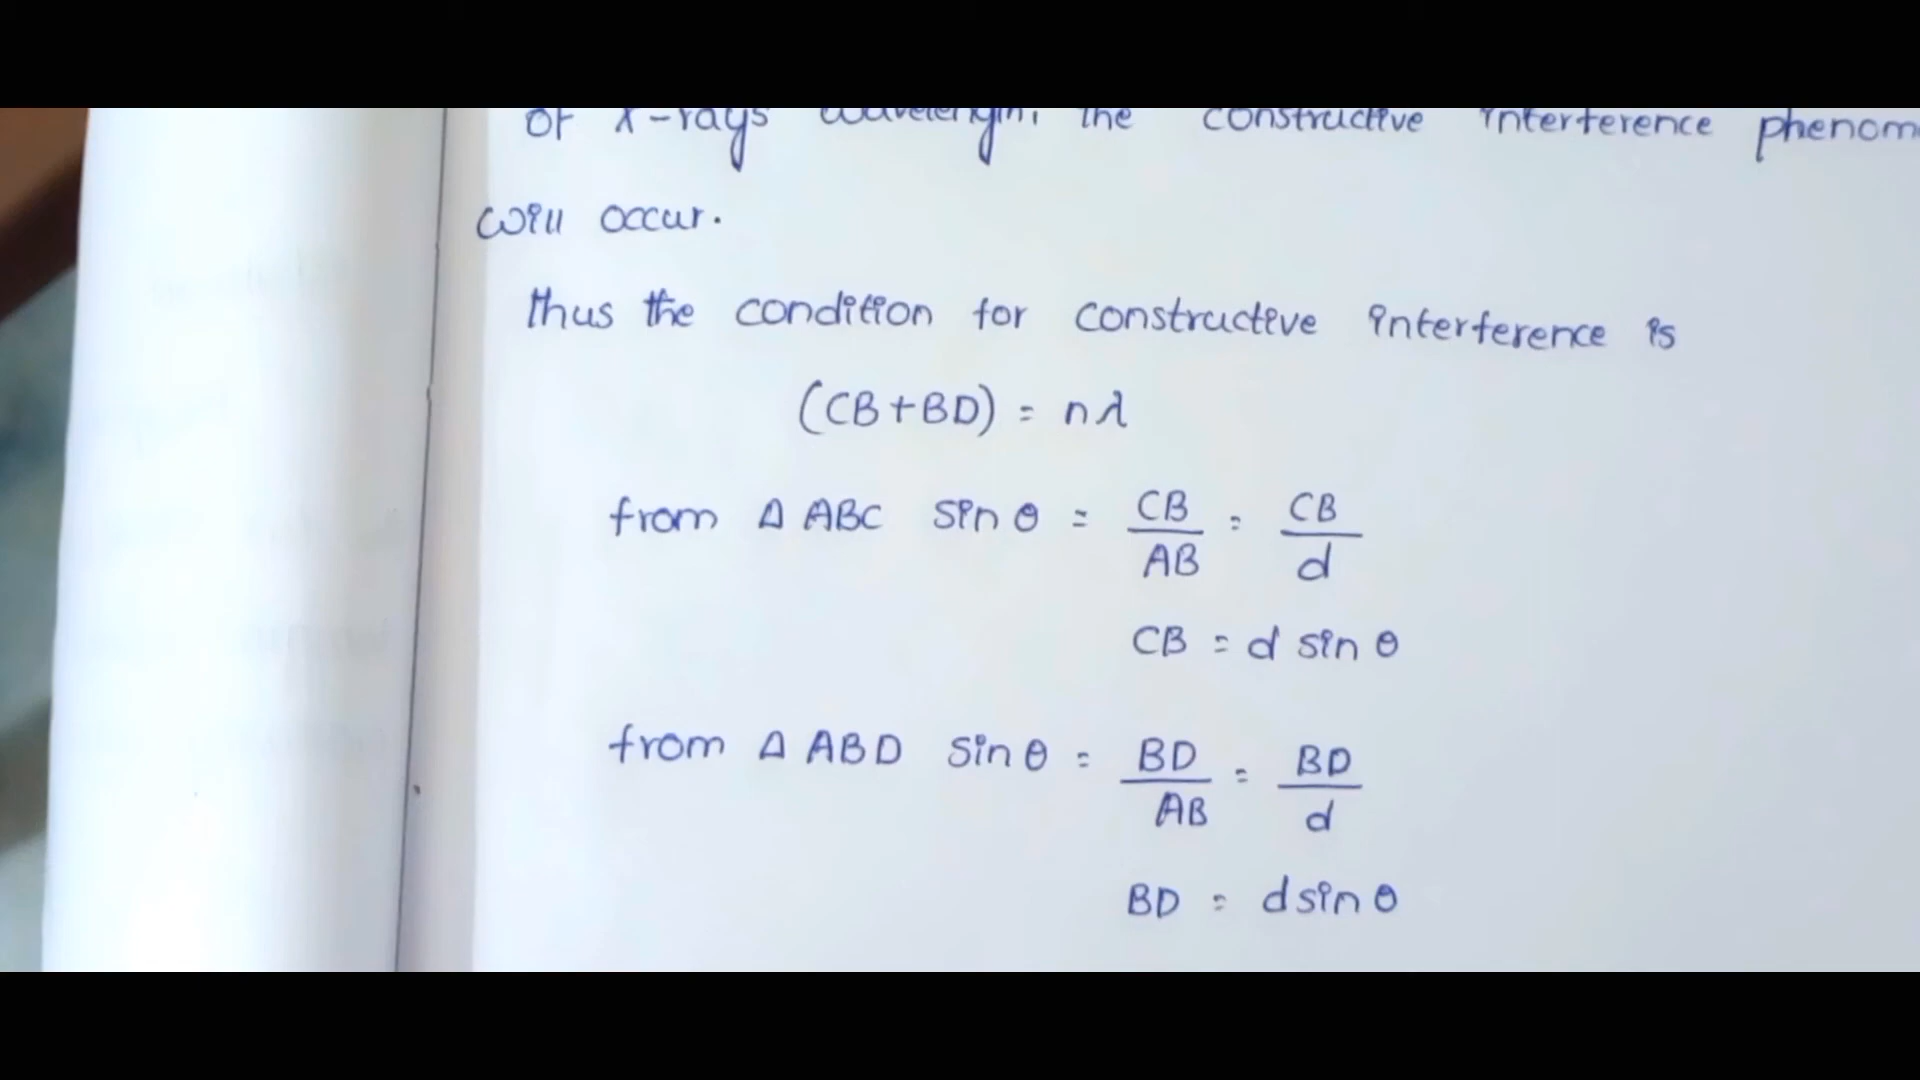 of x-rays wavelength, the constructive interference phenom
will occur.
thus the condition for constructive interference is
(CB+BD) = nλ
from Δ ABC sin θ = CB/AB = CB/d
CB = d sin θ
from Δ ABD sin θ = BD/AB = BD/d
BD = d sin θ